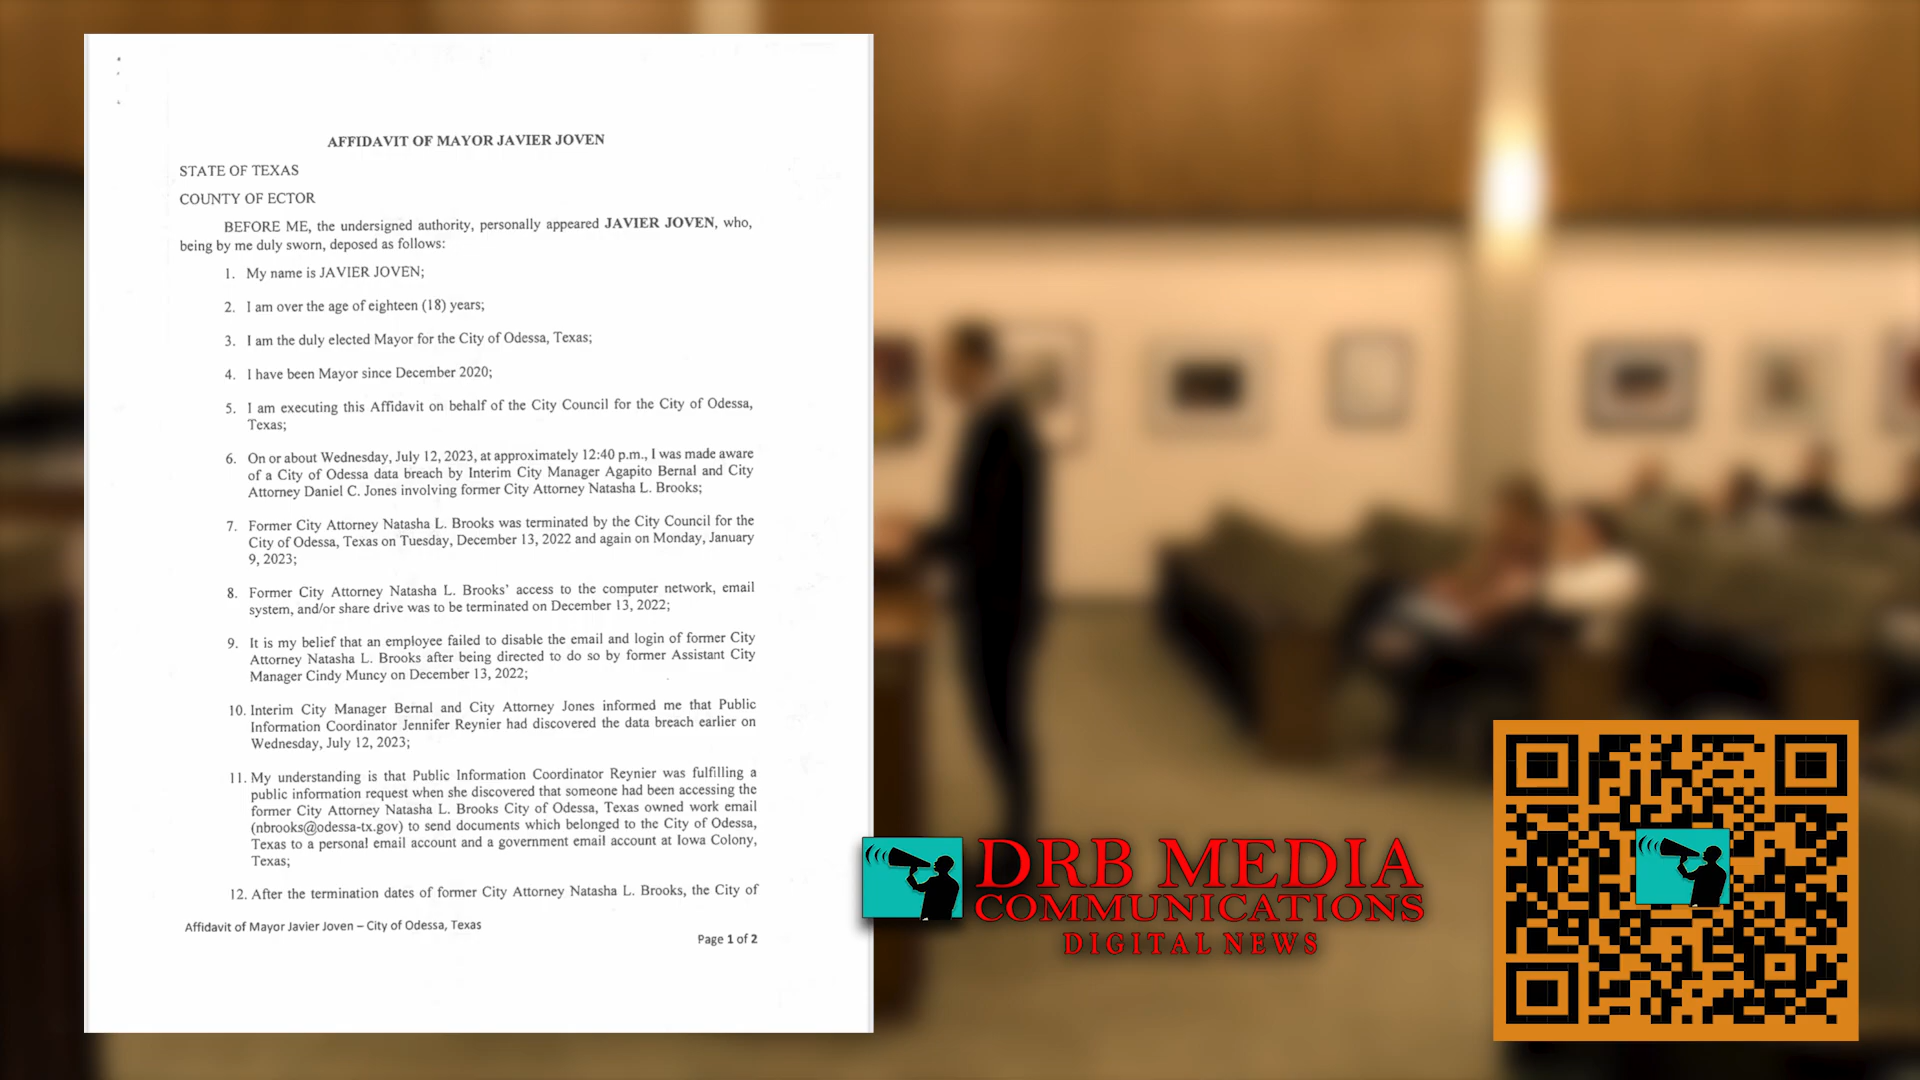 AFFIDAVIT OF MAYOR JAVIER JOVEN
STATE OF TEXAS
COUNTY OF ECTOR
BEFORE ME, the undersigned authority, personally appeared JAVIER JOVEN, who,
being by me duly sworn, deposed as follows:
1. My name is JAVIER JOVEN;
2. I am over the age of eighteen (18) years;
3. I am the duly elected Mayor for the City of Odessa, Texas;
4. I have been Mayor since December 2020;
5. I am executing this Affidavit on behalf of the City Council for the City of Odessa,
Texas;
6. On or about Wednesday, July 12, 2023, at approximately 12:40 p.m., I was made aware
of a City of Odessa data breach by Interim City Manager Agapito Bernal and City
Attorney Daniel C. Jones involving former City Attorney Natasha L. Brooks;
7. Former City Attorney Natasha L. Brooks was terminated by the City Council for the
City of Odessa, Texas on Tuesday, December 13, 2022 and again on Monday, January
9, 2023;
8. Former City Attorney Natasha L. Brooks' access to the computer network, email
system, and/or share drive was to be terminated on December 13, 2022;
9. It is my belief that an employee failed to disable the email and login of former City
Attorney Natasha L. Brooks after being directed to do so by former Assistant City
Manager Cindy Muncy on December 13, 2022;
10. Interim City Manager Bernal and City Attorney Jones informed me that Public
Information Coordinator Jennifer Reynier had discovered the data breach earlier on
Wednesday, July 12, 2023;
11. My understanding is that Public Information Coordinator Reynier was fulfilling a
public information request when she discovered that someone had been accessing the
former City Attorney Natasha L. Brooks City of Odessa, Texas owned work email
(nbrooks@odessa-tx.gov) to send documents which belonged to the City of Odessa,
Texas to a personal email account and a government email account at Iowa Colony,
Texas;
12. After the termination dates of former City Attorney Natasha L. Brooks, the City of
Affidavit of Mayor Javier Joven – City of Odessa, Texas
Page 1 of 2
DRB MEDIA
COMMUNICATIONS
DIGITAL NEWS